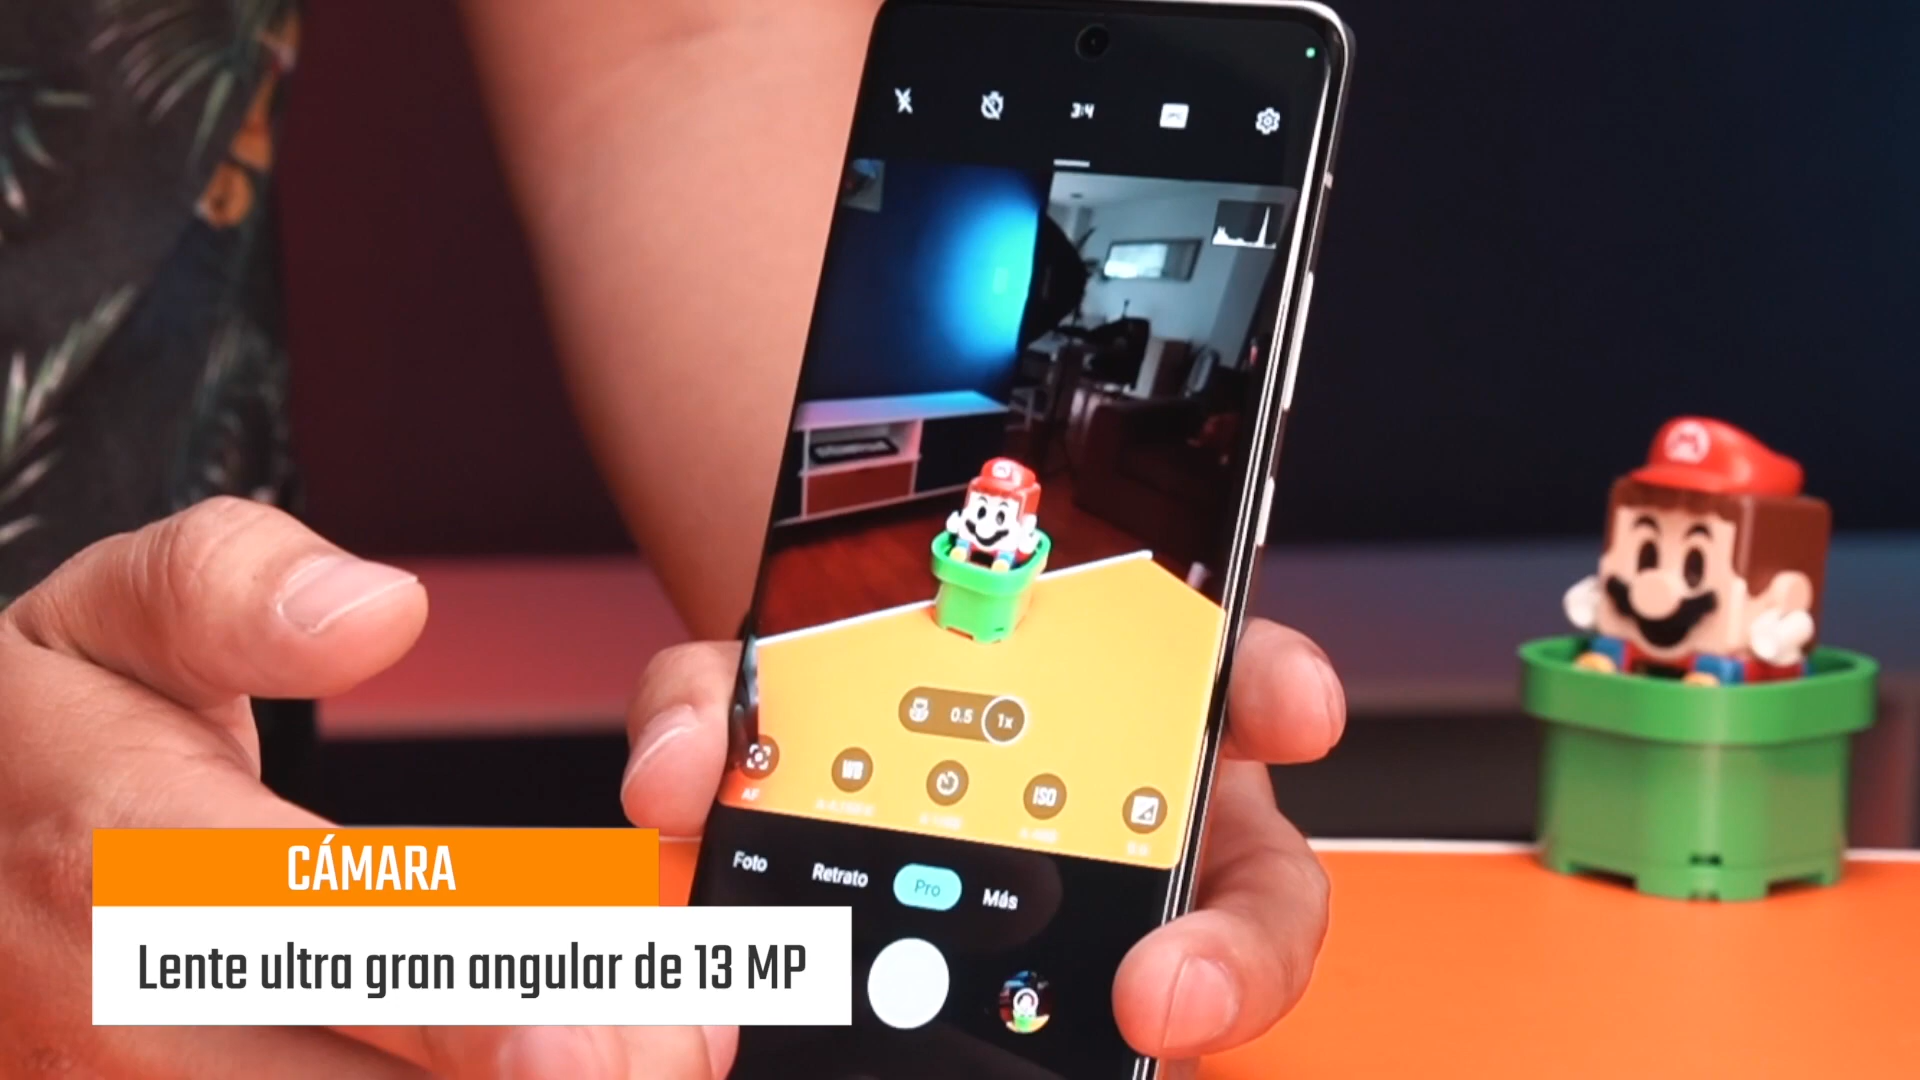 3:4
0.5 1x
AF
WB
ISO
Foto Retrato Pro Más
CÁMARA
Lente ultra gran angular de 13 MP
M
M